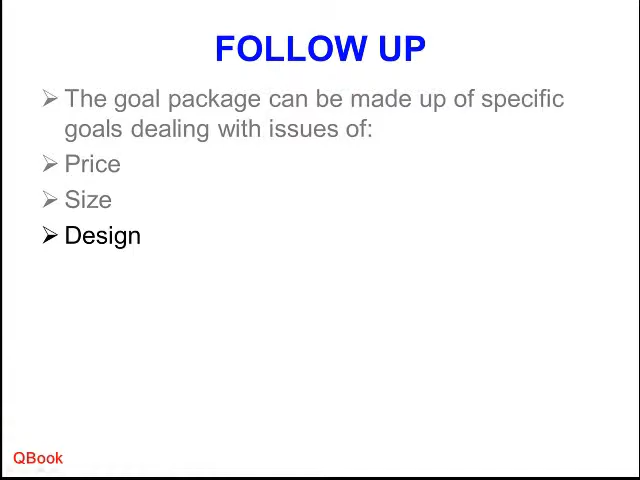 FOLLOW UP
➢ The goal package can be made up of specific
goals dealing with issues of:
➢ Price
➢ Size
➢ Design
QBook